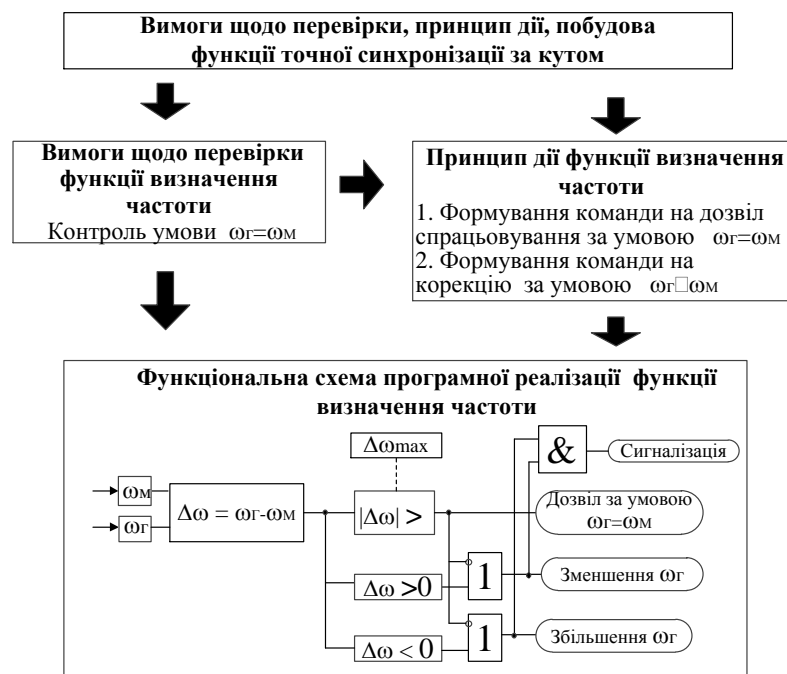 Вимоги щодо перевірки, принцип дії, побудова
функції точної синхронізації за кутом
Вимоги щодо перевірки
функції визначення
частоти
Контроль умови ωг=ωм
Принцип дії функції визначення
частоти
1. Формування команди на дозвіл
спрацьовування за умовою ωг=ωм
2. Формування команди на
корекцію за умовою ωг□ωм
Функціональна схема програмної реалізації функції
визначення частоти
Δωmax
&
Сигналізація
ωм
ωг
Δω = ωг-ωм
|Δω| >
Дозвіл за умовою
ωг=ωм
Δω >0
1
Зменшення ωг
Δω < 0
1
Збільшення ωг